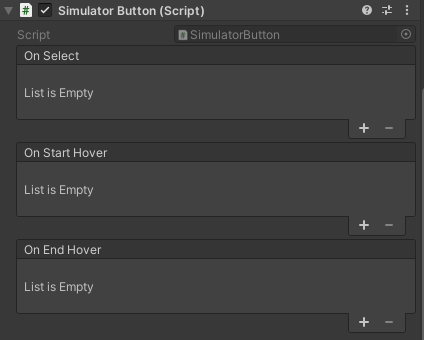 Simulator Button (Script)
Script
SimulatorButton
On Select
List is Empty
On Start Hover
List is Empty
On End Hover
List is Empty